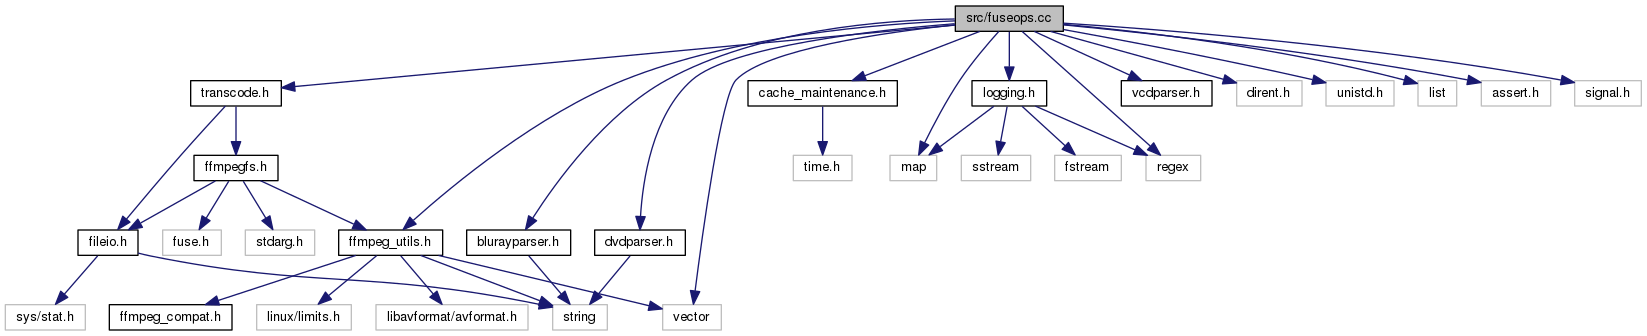 src/fuseops.cc
transcode.h
cache_maintenance.h
logging.h
vcdparser.h
dirent.h
unistd.h
list
assert.h
signal.h
ffmpegfs.h
time.h
map
sstream
fstream
regex
fileio.h
fuse.h
stdarg.h
ffmpeg_utils.h
blurayparser.h
dvdparser.h
sys/stat.h
ffmpeg_compat.h
linux/limits.h
libavformat/avformat.h
string
vector